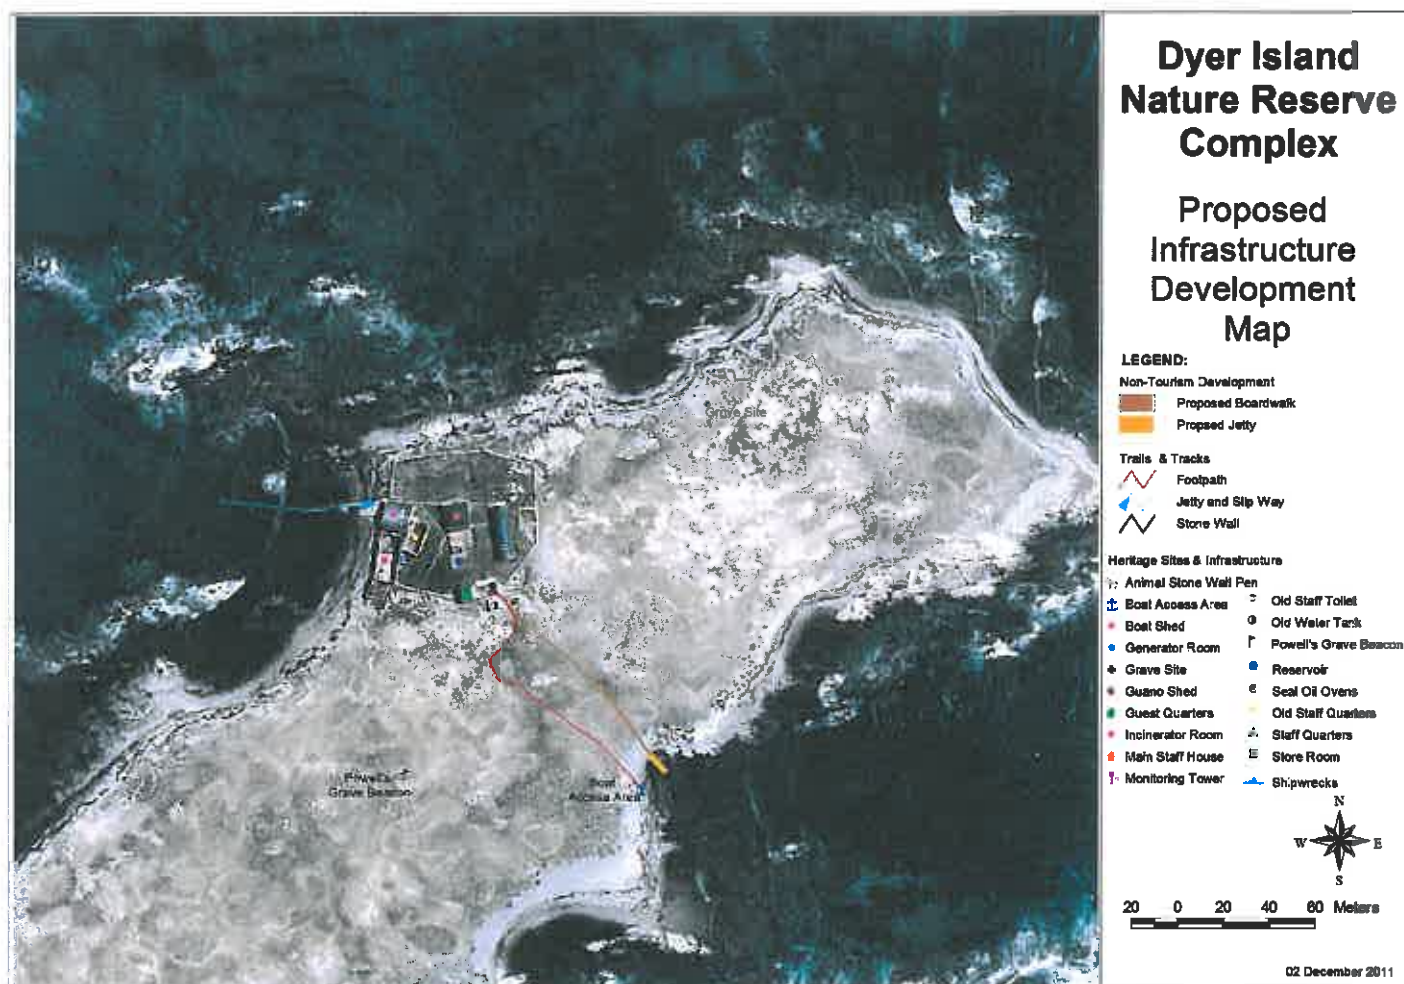 Dyer Island
Nature Reserve
Complex
Proposed
Infrastructure
Development
Map
LEGEND:
Non-Tourism Development
Proposed Boardwalk
Propsed Jetty
Trails & Tracks
Footpath
Jetty and Slip Way
Stone Wall
Heritage Sites & Infrastructure
Animal Stone Wall Pen
Boat Access Area
Boat Shed
Generator Room
Grave Site
Guano Shed
Guest Quarters
Incinerator Room
Main Staff House
Monitoring Tower
Old Staff Toilet
Old Water Tank
Powell's Grave Beacon
Reservoir
Seal Oil Ovens
Old Staff Quarters
Staff Quarters
Store Room
Shipwrecks
N
W E
S
20 0 20 40 60 Meters
02 December 2011
Grave Site
Powell's
Grave Beacon
Boat
Access Area